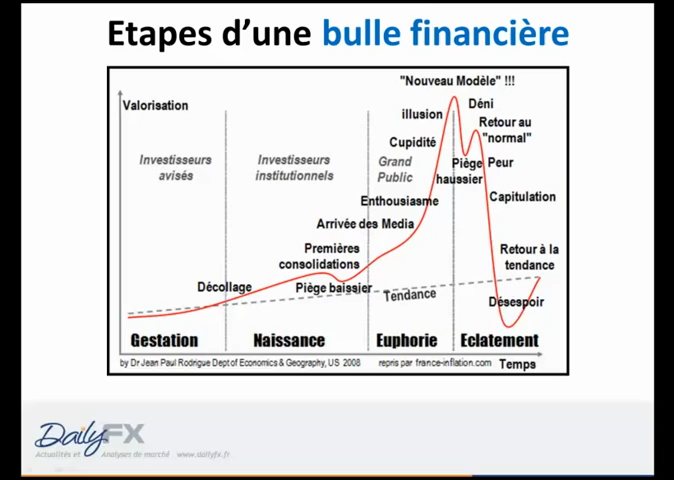 Etapes d'une bulle financière
"Nouveau Modèle" !!!
Valorisation
Déni
illusion
Retour au
"normal"
Cupidité
Investisseurs
avisés
Investisseurs
institutionnels
Grand
Public
Piège
haussier
Peur
Enthousiasme
Capitulation
Arrivée des Media
Premières
consolidations
Retour à la
tendance
Décollage
Piège baissier
Tendance
Désespoir
Gestation
Naissance
Euphorie
Eclatement
by Dr Jean Paul Rodrigue Dept of Economics & Geography, US 2008
repris par france-inflation.com
Temps
DailyFX
Actualités et Analyses de marché www.dailyfx.fr